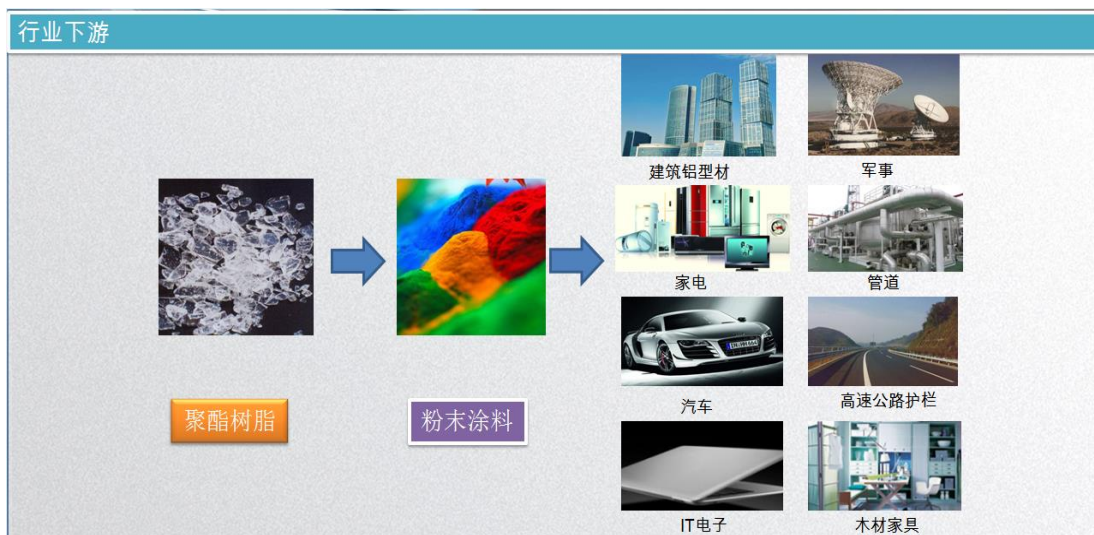 行业下游
建筑铝型材
军事
家电
管道
聚酯树脂
粉末涂料
汽车
高速公路护栏
IT电子
木材家具